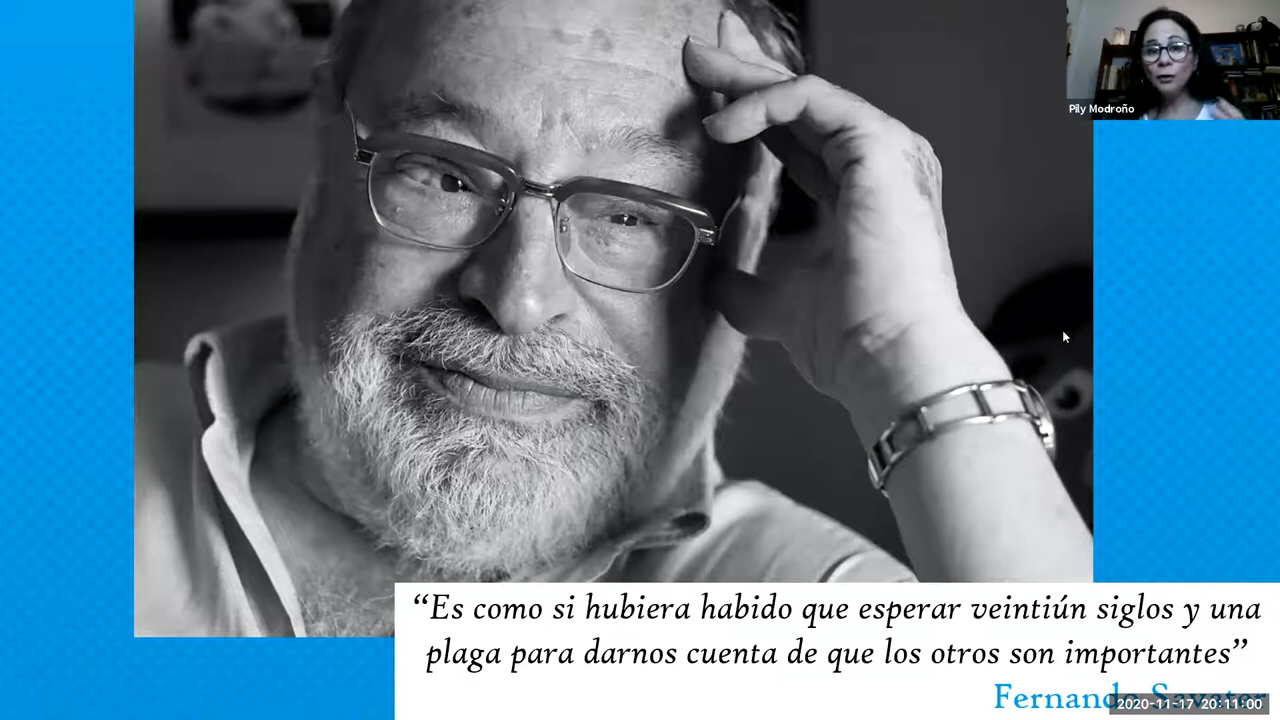 Pily Modroño
“Es como si hubiera habido que esperar veintiún siglos y una
plaga para darnos cuenta de que los otros son importantes”
Fernando Savater
2020-11-17 20:11:00